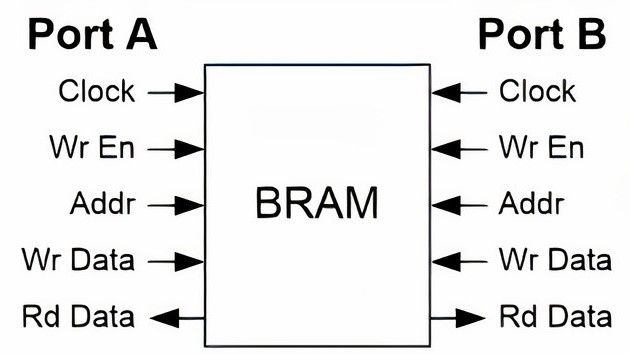 Port A
Port B
Clock
Clock
Wr En
Wr En
Addr
BRAM
Addr
Wr Data
Wr Data
Rd Data
Rd Data